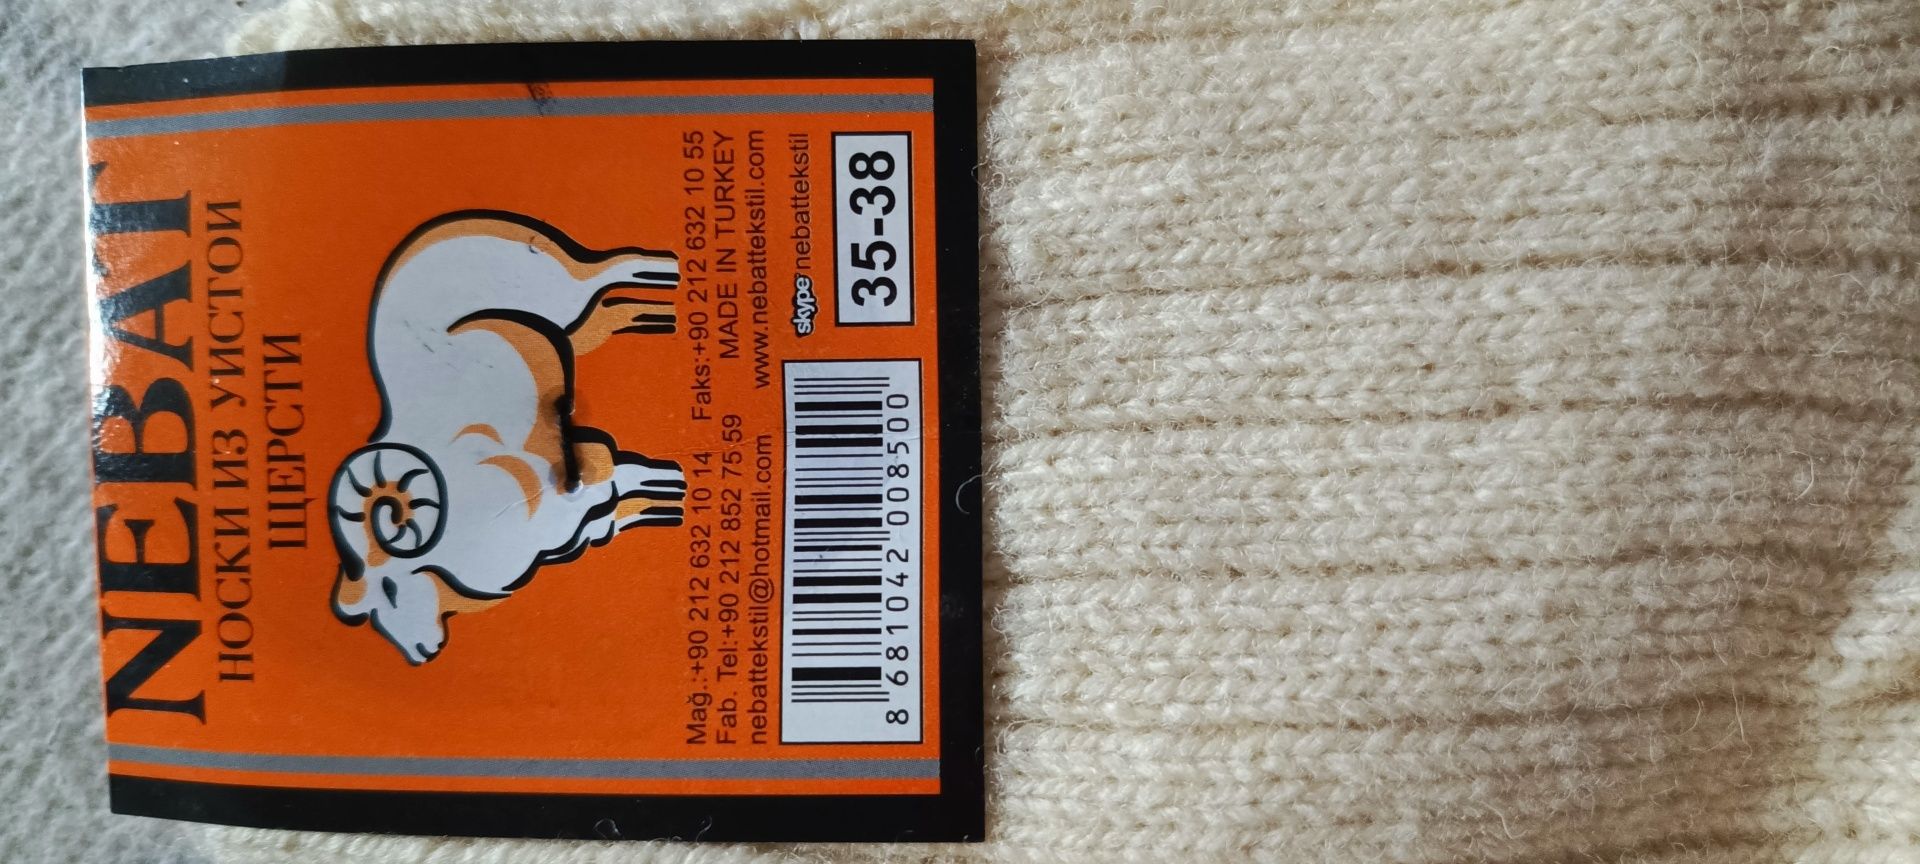 NEBAT
НОСКИ ИЗ УИСТОИ
ЩЕРСТИ
Mağ.:+90 212 632 10 14 Faks:+90 212 632 10 55
Fab. Tel:+90 212 852 75 59 MADE IN TURKEY
nebattekstil@hotmail.com www.nebattekstil.com
skype nebattekstil
35-38
8 681042 008500